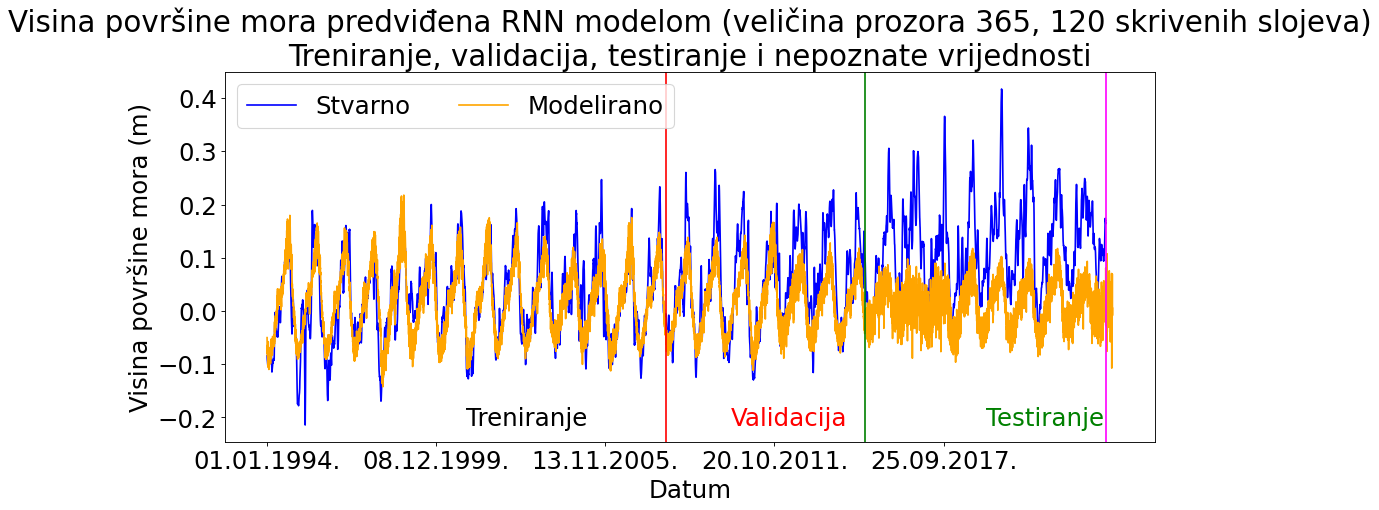 Visina površine mora predviđena RNN modelom (veličina prozora 365, 120 skrivenih slojeva)
Treniranje, validacija, testiranje i nepoznate vrijednosti
Stvarno Modelirano
Visina površine mora (m)
0.4
0.3
0.2
0.1
0.0
−0.1
−0.2
Treniranje Validacija Testiranje
01.01.1994. 08.12.1999. 13.11.2005. 20.10.2011. 25.09.2017.
Datum